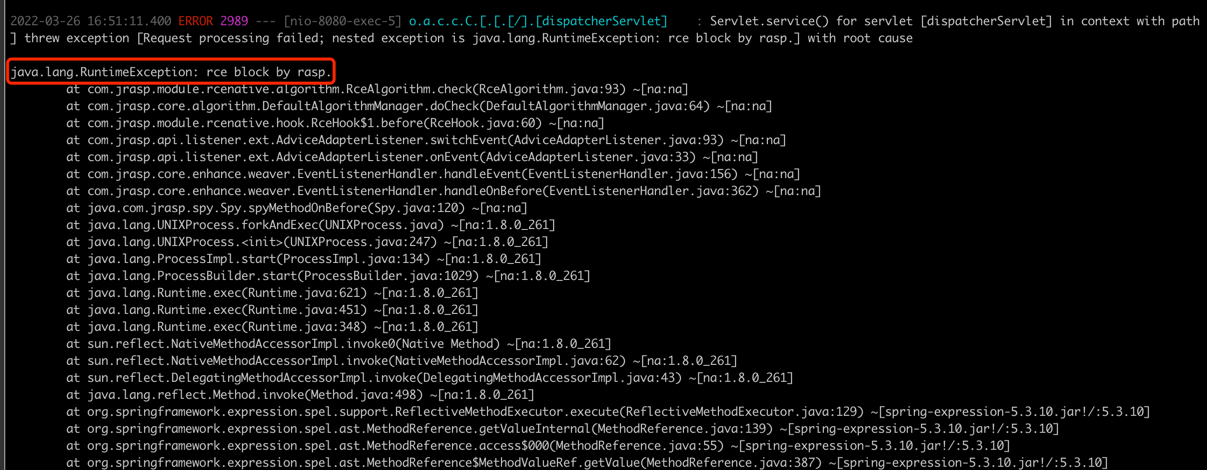 2022-03-26 16:51:11.400 ERROR 2989 --- [nio-8080-exec-5] o.a.c.c.C.[.[.[/].[dispatcherServlet] : Servlet.service() for servlet [dispatcherServlet] in context with path
] threw exception [Request processing failed; nested exception is java.lang.RuntimeException: rce block by rasp.] with root cause
java.lang.RuntimeException: rce block by rasp.
at com.jrasp.module.rcenative.algorithm.RceAlgorithm.check(RceAlgorithm.java:93) ~[na:na]
at com.jrasp.core.algorithm.DefaultAlgorithmManager.doCheck(DefaultAlgorithmManager.java:64) ~[na:na]
at com.jrasp.module.rcenative.hook.RceHook$1.before(RceHook.java:60) ~[na:na]
at com.jrasp.api.listener.ext.AdviceAdapterListener.switchEvent(AdviceAdapterListener.java:93) ~[na:na]
at com.jrasp.api.listener.ext.AdviceAdapterListener.onEvent(AdviceAdapterListener.java:33) ~[na:na]
at com.jrasp.core.enhance.weaver.EventListenerHandler.handleEvent(EventListenerHandler.java:156) ~[na:na]
at com.jrasp.core.enhance.weaver.EventListenerHandler.handleOnBefore(EventListenerHandler.java:362) ~[na:na]
at java.com.jrasp.spy.Spy.spyMethodOnBefore(Spy.java:120) ~[na:na]
at java.lang.UNIXProcess.forkAndExec(UNIXProcess.java) ~[na:1.8.0_261]
at java.lang.UNIXProcess.<init>(UNIXProcess.java:247) ~[na:1.8.0_261]
at java.lang.ProcessImpl.start(ProcessImpl.java:134) ~[na:1.8.0_261]
at java.lang.ProcessBuilder.start(ProcessBuilder.java:1029) ~[na:1.8.0_261]
at java.lang.Runtime.exec(Runtime.java:621) ~[na:1.8.0_261]
at java.lang.Runtime.exec(Runtime.java:451) ~[na:1.8.0_261]
at java.lang.Runtime.exec(Runtime.java:348) ~[na:1.8.0_261]
at sun.reflect.NativeMethodAccessorImpl.invoke0(Native Method) ~[na:1.8.0_261]
at sun.reflect.NativeMethodAccessorImpl.invoke(NativeMethodAccessorImpl.java:62) ~[na:1.8.0_261]
at sun.reflect.DelegatingMethodAccessorImpl.invoke(DelegatingMethodAccessorImpl.java:43) ~[na:1.8.0_261]
at java.lang.reflect.Method.invoke(Method.java:498) ~[na:1.8.0_261]
at org.springframework.expression.spel.support.ReflectiveMethodExecutor.execute(ReflectiveMethodExecutor.java:129) ~[spring-expression-5.3.10.jar!/:5.3.10]
at org.springframework.expression.spel.ast.MethodReference.getValueInternal(MethodReference.java:139) ~[spring-expression-5.3.10.jar!/:5.3.10]
at org.springframework.expression.spel.ast.MethodReference.access$000(MethodReference.java:55) ~[spring-expression-5.3.10.jar!/:5.3.10]
at org.springframework.expression.spel.ast.MethodReference$MethodValueRef.getValue(MethodReference.java:387) ~[spring-expression-5.3.10.jar!/:5.3.10]